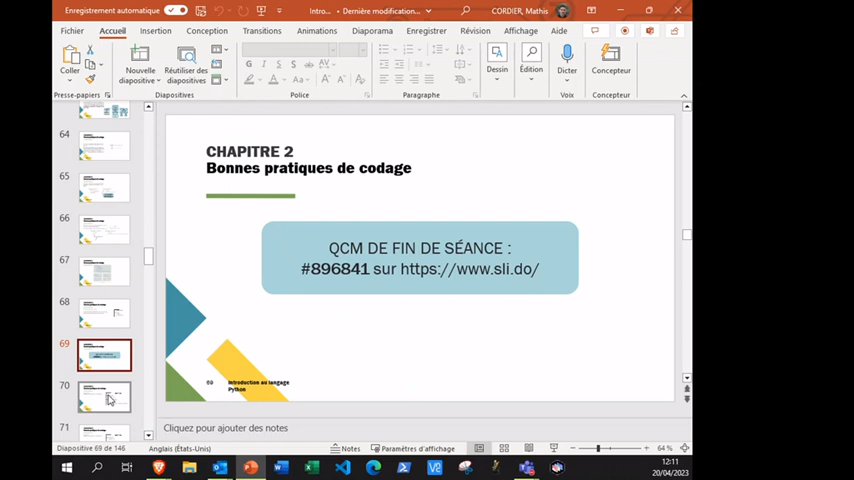 Enregistrement automatique
Intro... • Dernière modification...
CORDIER, Mathis
Fichier Accueil Insertion Conception Transitions Animations Diaporama Enregistrer Révision Affichage Aide
Coller
Nouvelle diapositive
Réutiliser des diapositives
G I S
Aa
Dessin
Édition
Dicter
Concepteur
Presse-papiers
Diapositives
Police
Paragraphe
Voix
Concepteur
64
65
66
67
68
69
70
71
CHAPITRE 2
Bonnes pratiques de codage
QCM DE FIN DE SÉANCE :
#896841 sur https://www.sli.do/
69 Introduction au langage
Python
Cliquez pour ajouter des notes
Diapositive 69 de 146
Anglais (États-Unis)
Notes
Paramètres d'affichage
64 %
12:11
20/04/2023